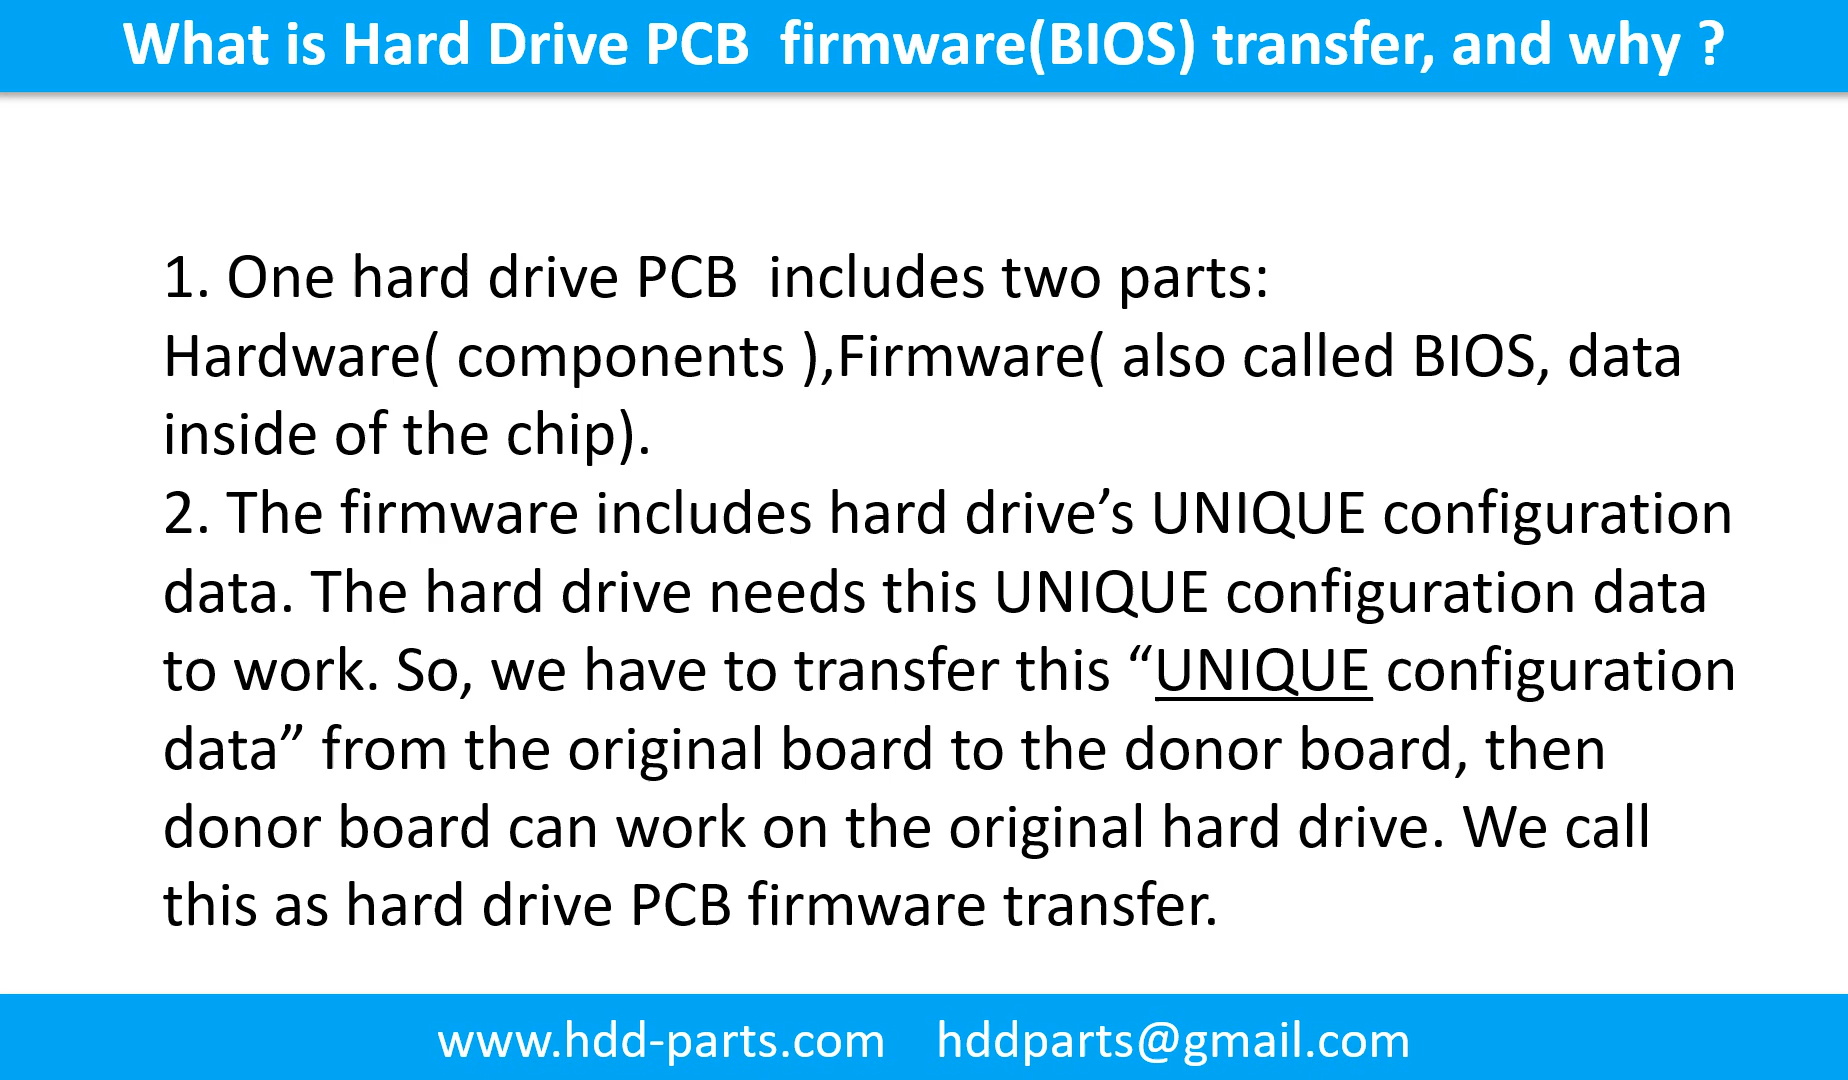 What is Hard Drive PCB  firmware(BIOS) transfer, and why ?
1. One hard drive PCB  includes two parts:
Hardware( components ),Firmware( also called BIOS, data
inside of the chip).
2. The firmware includes hard drive’s UNIQUE configuration
data. The hard drive needs this UNIQUE configuration data
to work. So, we have to transfer this “UNIQUE configuration
data” from the original board to the donor board, then
donor board can work on the original hard drive. We call
this as hard drive PCB firmware transfer.
www.hdd-parts.com    hddparts@gmail.com